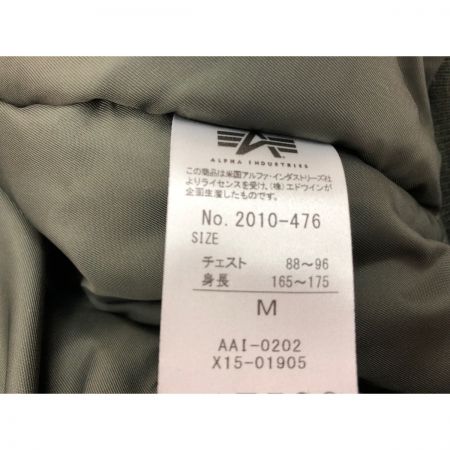 ALPHA INDUSTRIES
この商品は米国アルファ・インダストリーズ社
よりライセンスを受け、(株)エドウインが
企画生産したものです。
No. 2010-476
SIZE
チェスト 88～96
身長 165～175
M
AAI-0202
X15-01905